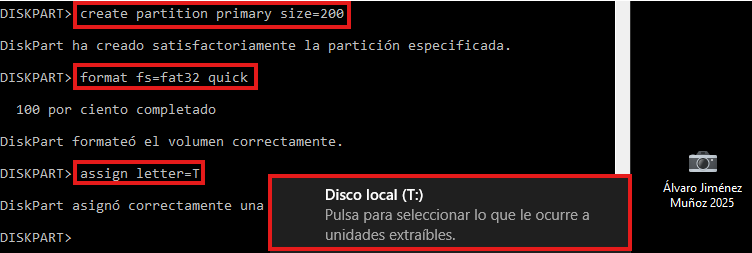 DISKPART> create partition primary size=200
DiskPart ha creado satisfactoriamente la partición especificada.
DISKPART> format fs=fat32 quick
100 por ciento completado
DiskPart formateó el volumen correctamente.
DISKPART> assign letter=T
DiskPart asignó correctamente una
DISKPART>
Disco local (T:)
Pulsa para seleccionar lo que le ocurre a
unidades extraíbles.
Álvaro Jiménez
Muñoz 2025